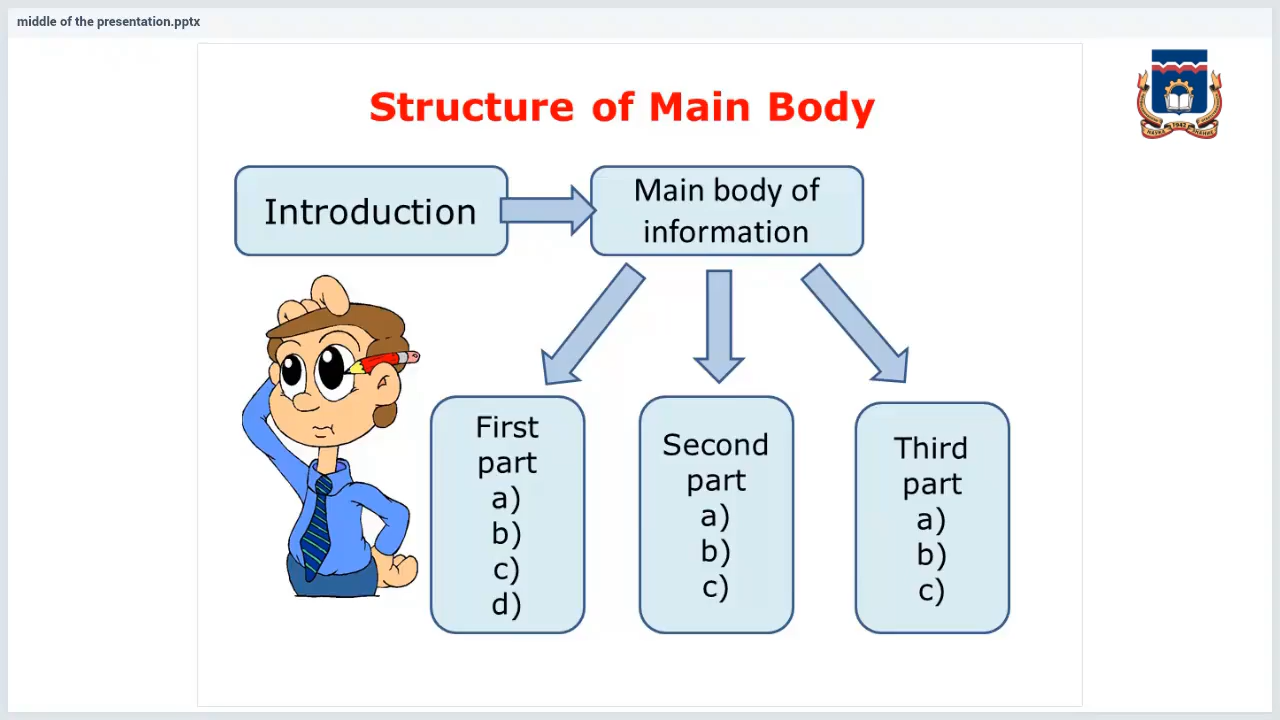 middle of the presentation.pptx
Structure of Main Body
Introduction
Main body of
information
First
part
a)
b)
c)
d)
Second
part
a)
b)
c)
Third
part
a)
b)
c)
1942